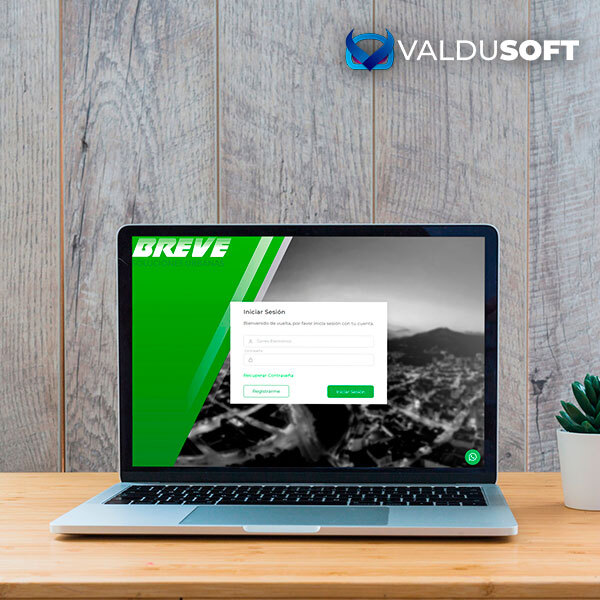 VALDUSOFT
BREVE
Iniciar Sesión
Bienvenido de vuelta, por favor inicia sesión con tu cuenta.
Correo Electrónico
Contraseña
Recuperar Contraseña
Registrarme
Iniciar Sesión